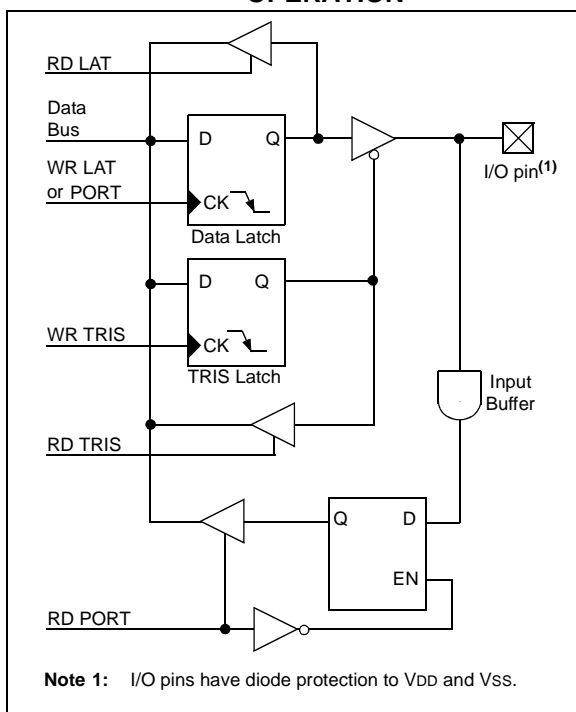 OPERATION
RD LAT
Data
Bus
D Q
WR LAT
or PORT
CK
Data Latch
I/O pin(1)
D Q
WR TRIS
CK
TRIS Latch
Input
Buffer
RD TRIS
Q D
EN
RD PORT
Note 1: I/O pins have diode protection to VDD and VSS.